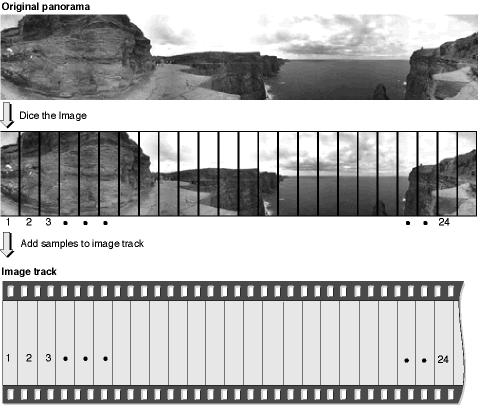 Original panorama
Dice the Image
1 2 3 • • • • • 24
Add samples to image track
Image track
1 2 3 • • • • • 24